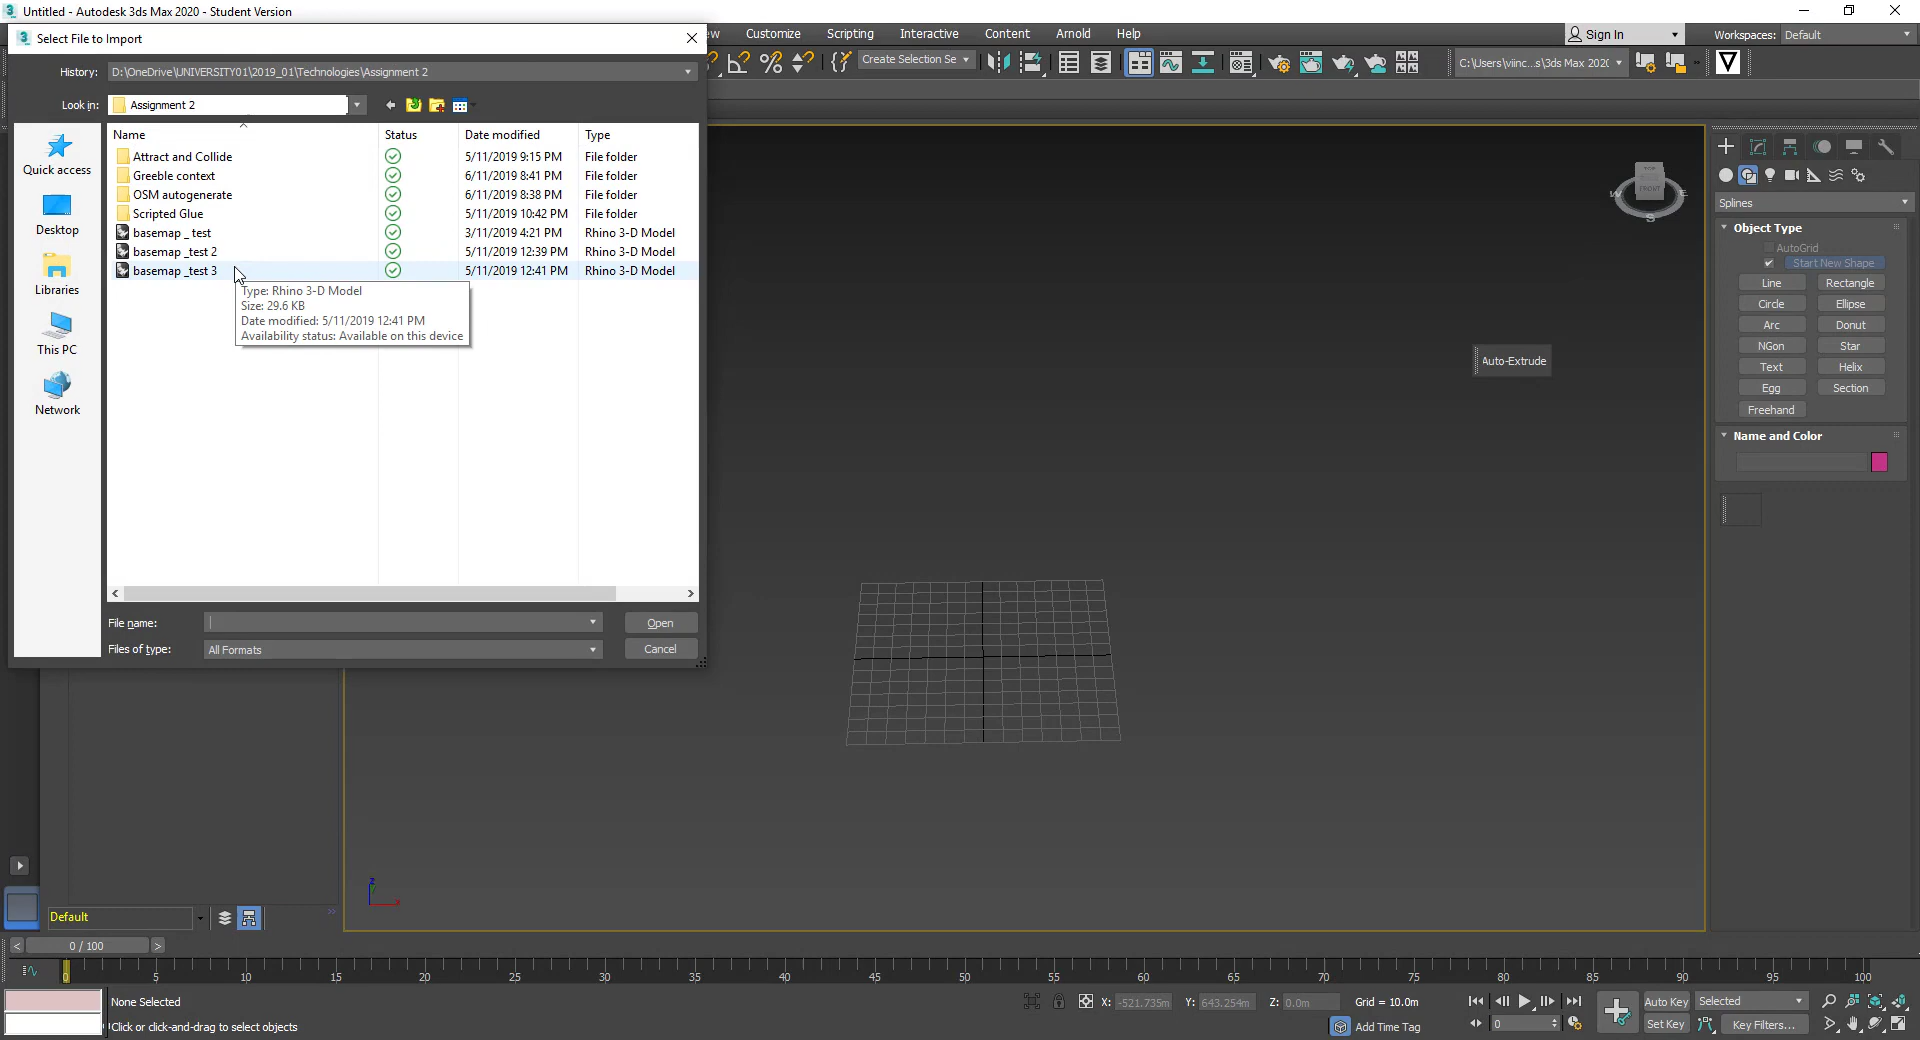 Untitled - Autodesk 3ds Max 2020 - Student Version
Select File to Import
ew Customize Scripting Interactive Content Arnold Help
Sign In
Workspaces: Default
History: D:\OneDrive\UNIVERSITY01\2019_01\Technologies\Assignment 2
Create Selection Se
C:\Users\viinc...s\3ds Max 202(
Look in: Assignment 2
Name Status Date modified Type
Attract and Collide 5/11/2019 9:15 PM File folder
Greeble context 6/11/2019 8:41 PM File folder
OSM autogenerate 6/11/2019 8:38 PM File folder
Scripted Glue 5/11/2019 10:42 PM File folder
basemap _ test 3/11/2019 4:21 PM Rhino 3-D Model
basemap _test 2 5/11/2019 12:39 PM Rhino 3-D Model
basemap _test 3 5/11/2019 12:41 PM Rhino 3-D Model
Type: Rhino 3-D Model
Size: 29.6 KB
Date modified: 5/11/2019 12:41 PM
Availability status: Available on this device
Quick access
Desktop
Libraries
This PC
Network
File name: Open
Files of type: All Formats Cancel
TOP
FRONT
W
S
Auto-Extrude
Splines
Object Type
AutoGrid
Start New Shape
Line Rectangle
Circle Ellipse
Arc Donut
NGon Star
Text Helix
Egg Section
Freehand
Name and Color
z
x
Default
< 0 / 100 >
0 5 10 15 20 25 30 35 40 45 50 55 60 65 70 75 80 85 90 95 100
None Selected
X: -521.735m Y: 643.254m Z: 0.0m Grid = 10.0m
Auto Key Selected
Click or click-and-drag to select objects
Add Time Tag
0
Set Key Key Filters...